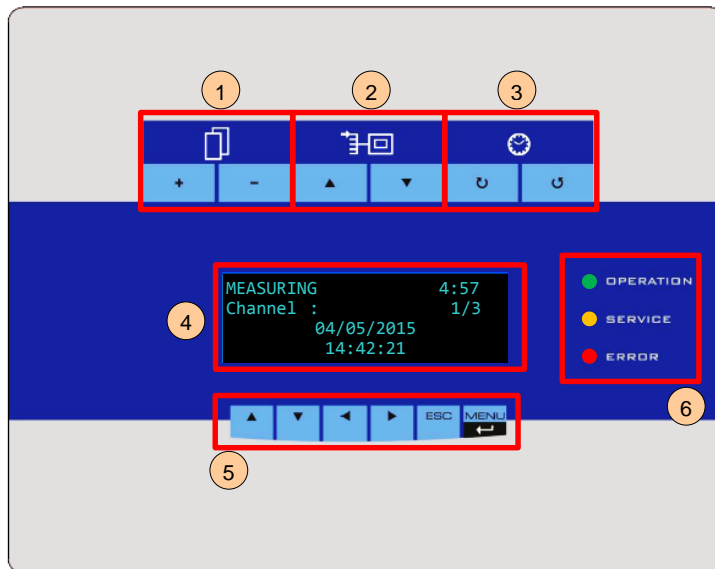 1 2 3
+ -
▲ ▼
↻ ↺
4
MEASURING 4:57
Channel : 1/3
04/05/2015
14:42:21
OPERATION
SERVICE
ERROR
6
▲ ▼ ◄ ► ESC MENU
5